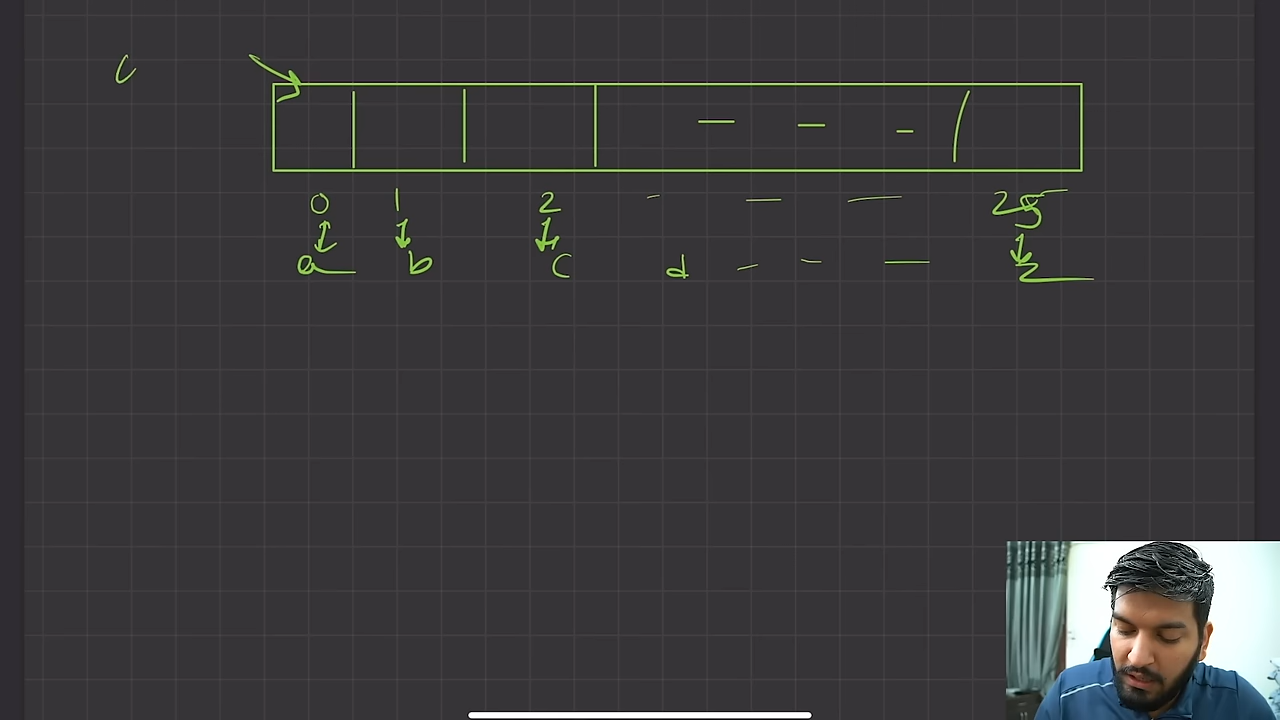 c
0 1 2 - — — 25
a b c d - - — z